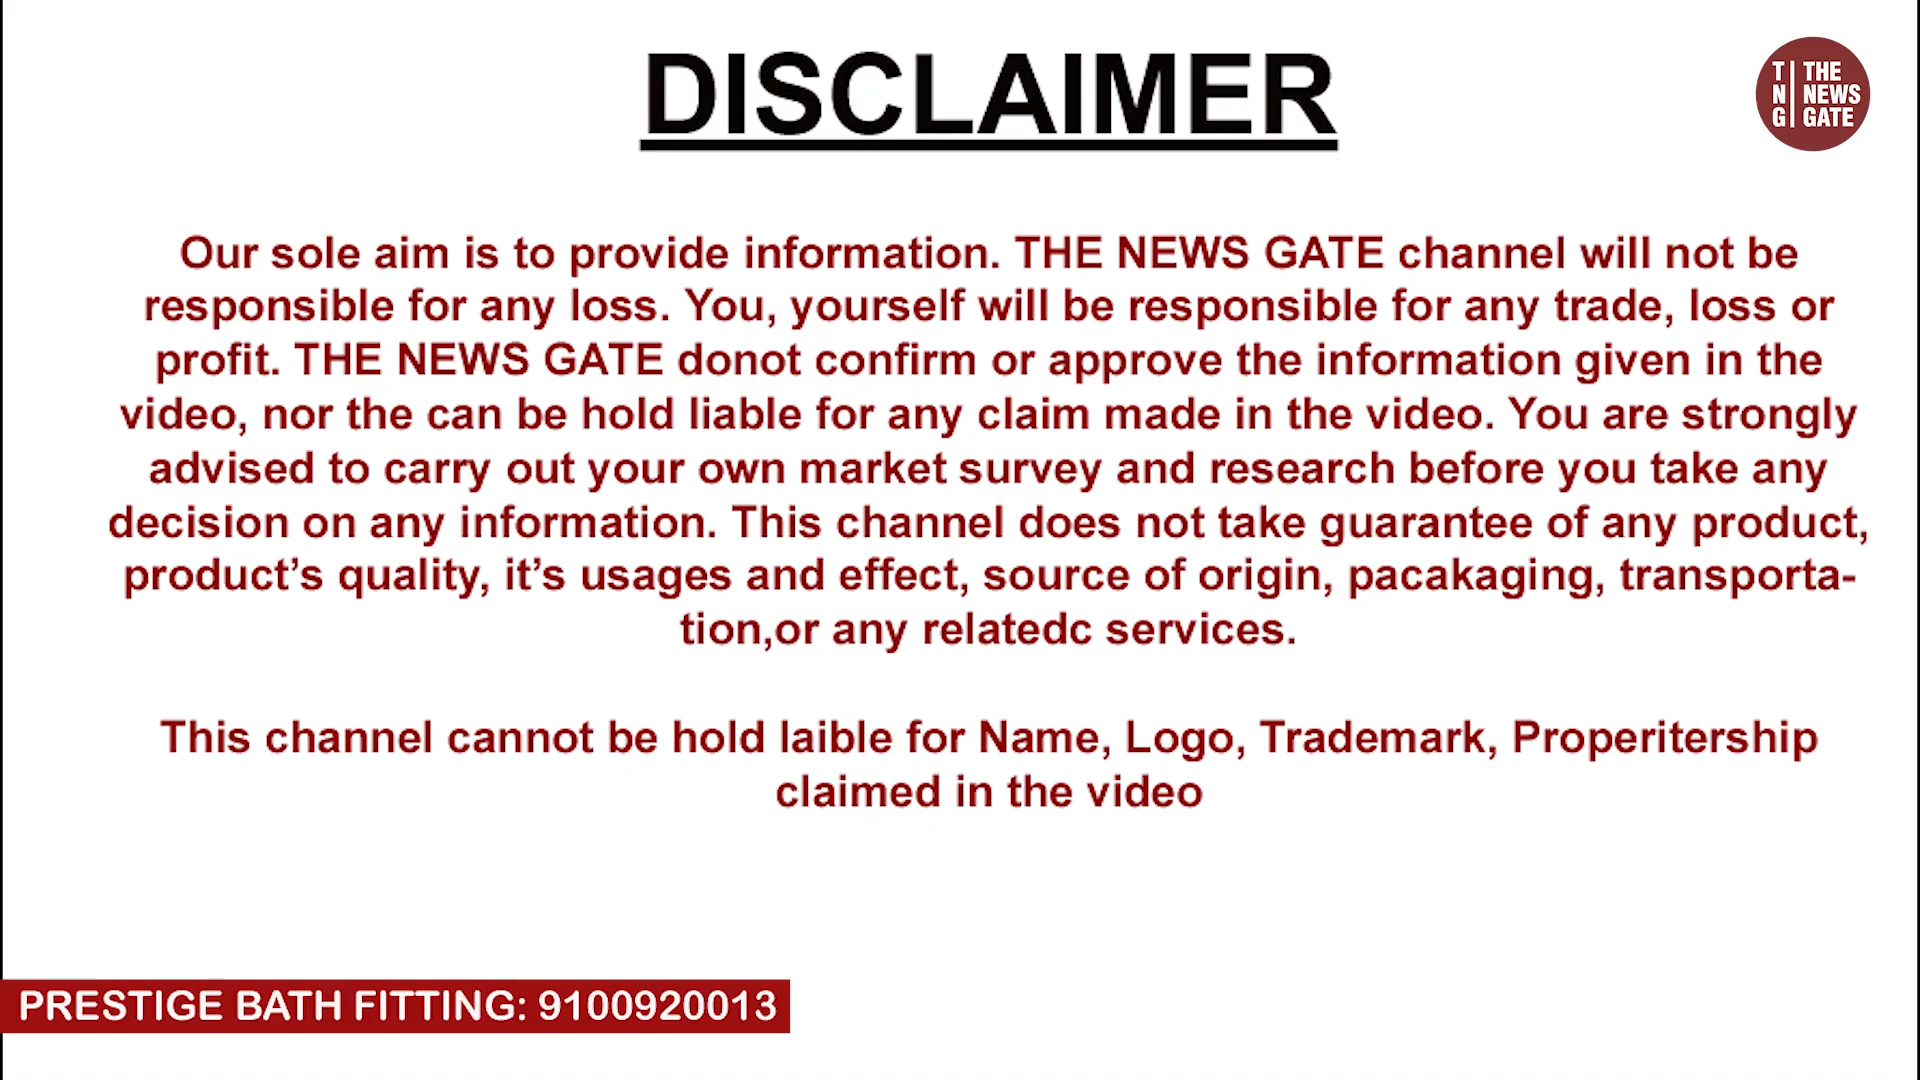 DISCLAIMER
T THE
N NEWS
G GATE
Our sole aim is to provide information. THE NEWS GATE channel will not be
responsible for any loss. You, yourself will be responsible for any trade, loss or
profit. THE NEWS GATE donot confirm or approve the information given in the
video, nor the can be hold liable for any claim made in the video. You are strongly
advised to carry out your own market survey and research before you take any
decision on any information. This channel does not take guarantee of any product,
product’s quality, it’s usages and effect, source of origin, pacakaging, transporta-
tion,or any relatedc services.
This channel cannot be hold laible for Name, Logo, Trademark, Properitership
claimed in the video
PRESTIGE BATH FITTING: 9100920013